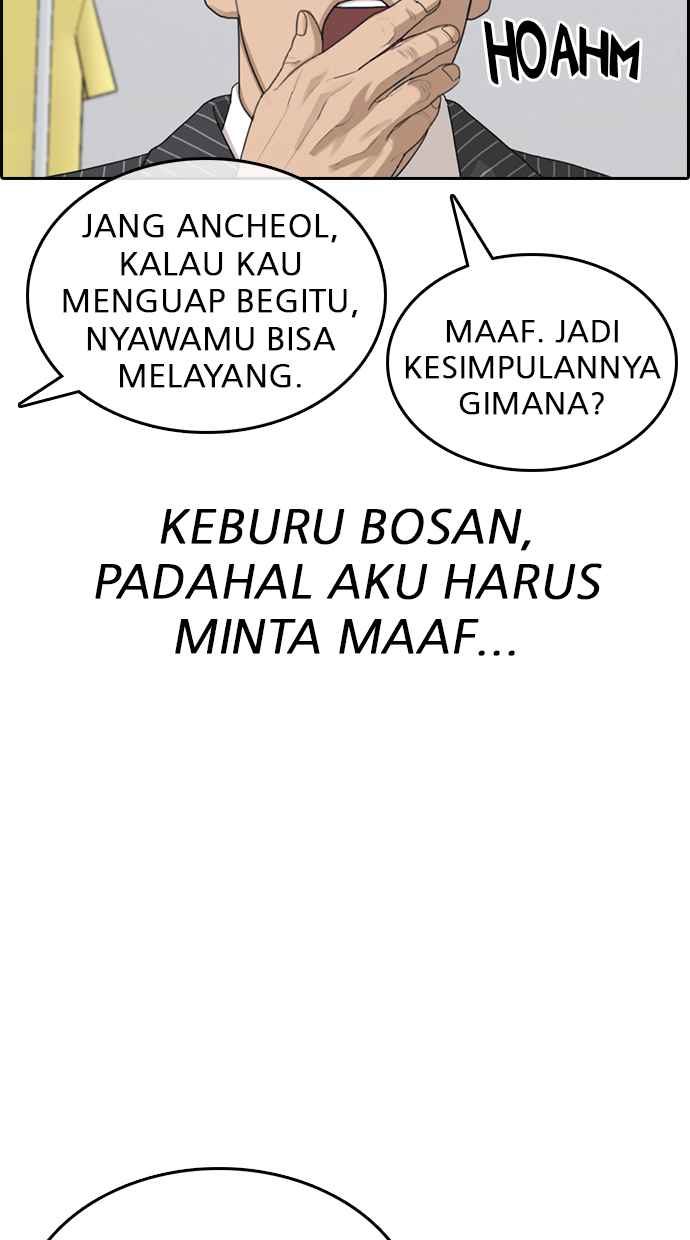 HOAHM
JANG ANCHEOL,
KALAU KAU
MENGUAP BEGITU,
NYAWAMU BISA
MELAYANG.
MAAF. JADI
KESIMPULANNYA
GIMANA?
KEBURU BOSAN,
PADAHAL AKU HARUS
MINTA MAAF...